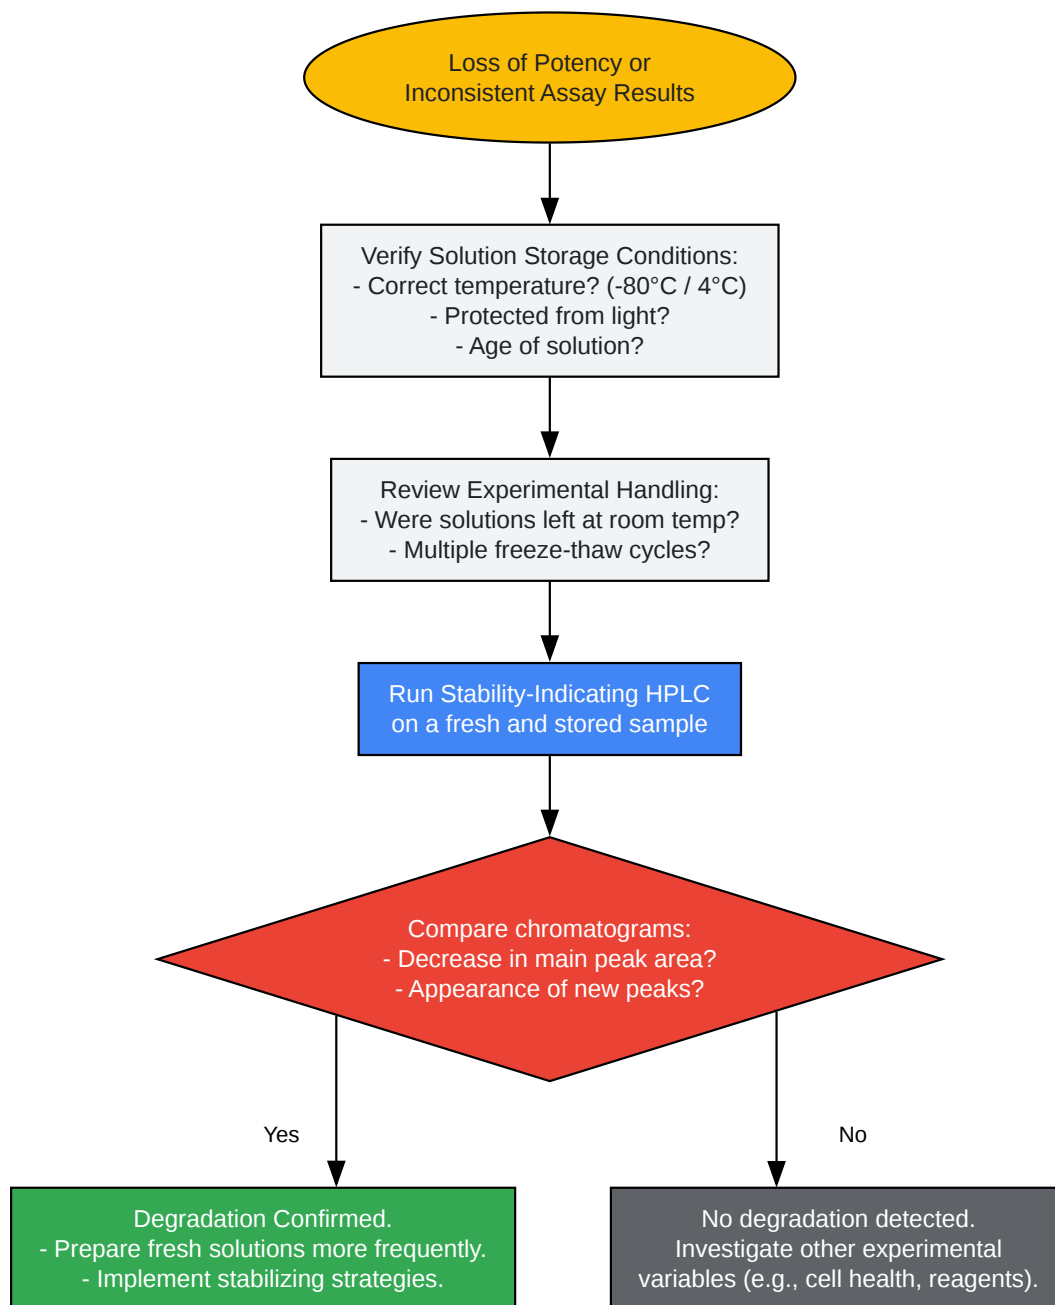 Loss of Potency or
Inconsistent Assay Results
Verify Solution Storage Conditions:
- Correct temperature? (-80°C / 4°C)
- Protected from light?
- Age of solution?
Review Experimental Handling:
- Were solutions left at room temp?
- Multiple freeze-thaw cycles?
Run Stability-Indicating HPLC
on a fresh and stored sample
Compare chromatograms:
- Decrease in main peak area?
- Appearance of new peaks?
Yes
No
Degradation Confirmed.
- Prepare fresh solutions more frequently.
- Implement stabilizing strategies.
No degradation detected.
Investigate other experimental
variables (e.g., cell health, reagents).